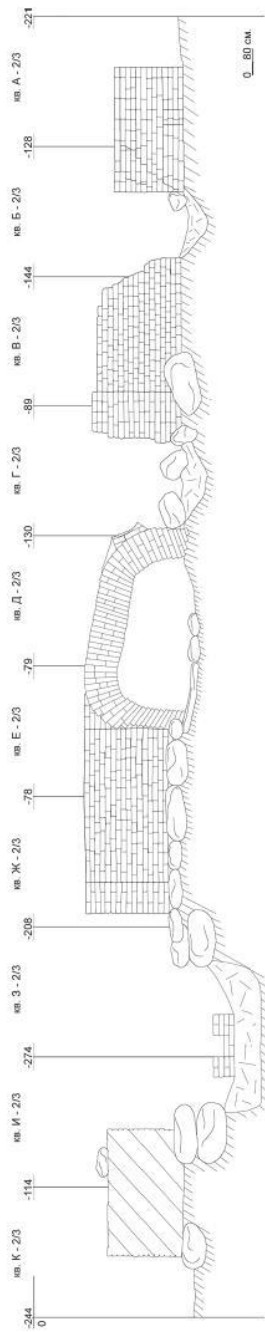 кв. К - 2/3 кв. И - 2/3 кв. З - 2/3 кв. Ж - 2/3 кв. Е - 2/3 кв. Д - 2/3 кв. Г - 2/3 кв. В - 2/3 кв. Б - 2/3 кв. А - 2/3
-244 -114 -274 -208 -78 -79 -130 -89 -144 -128 -221
0
0 80 см.